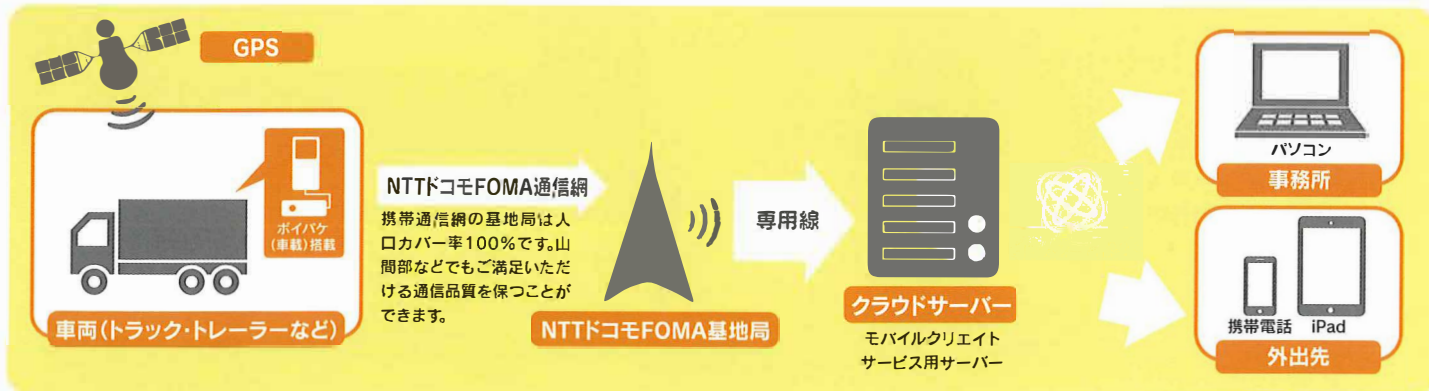 GPS
ボイパケ
(車載)搭載
車両(トラック・トレーラーなど)
NTTドコモFOMA通信網
携帯通信網の基地局は人
口カバー率100%です。山
間部などでもご満足いただ
ける通信品質を保つことが
できます。
NTTドコモFOMA基地局
専用線
クラウドサーバー
モバイルクリエイト
サービス用サーバー
パソコン
事務所
携帯電話 iPad
外出先